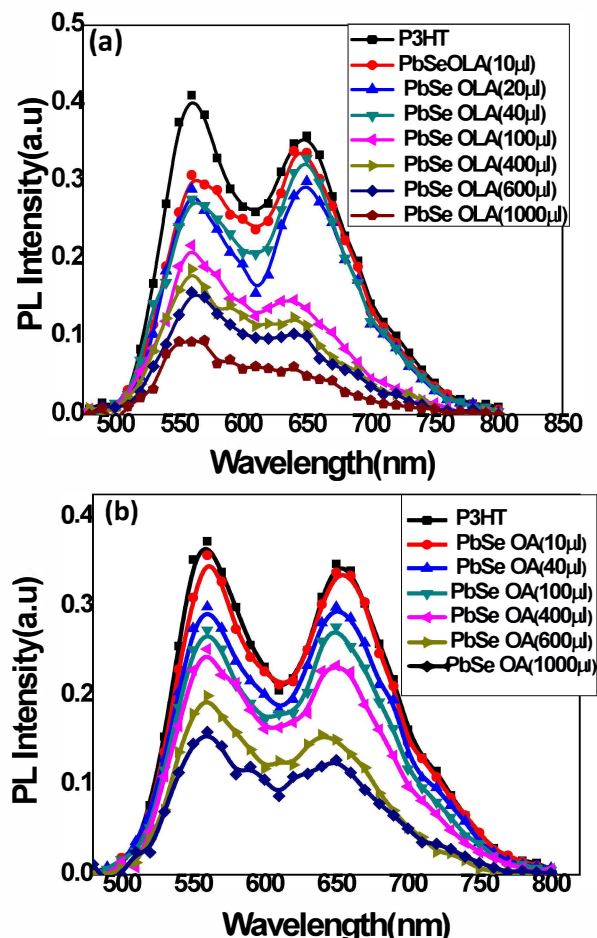 (a)
P3HT
PbSeOLA(10µl)
PbSe OLA(20µl)
PbSe OLA(40µl)
PbSe OLA(100µl)
PbSe OLA(400µl)
PbSe OLA(600µl)
PbSe OLA(1000µl)
0.5
0.4
0.3
0.2
0.1
0.0
PL Intensity(a.u)
500 550 600 650 700 750 800 850
Wavelength(nm)
(b)
P3HT
PbSe OA(10µl)
PbSe OA(40µl)
PbSe OA(100µl)
PbSe OA(400µl)
PbSe OA(600µl)
PbSe OA(1000µl)
0.4
0.3
0.2
0.1
0.0
PL Intensity(a.u)
500 550 600 650 700 750 800
Wavelength(nm)